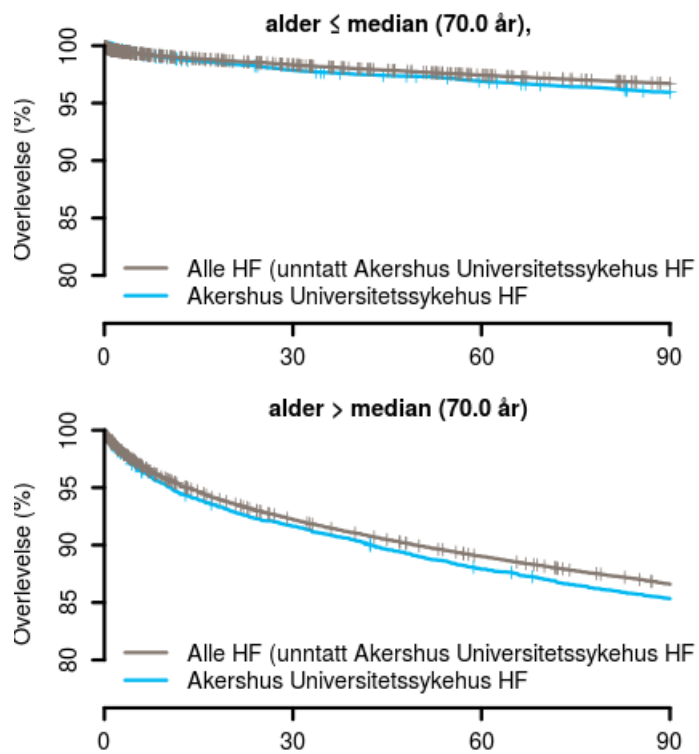 alder ≤ median (70.0 år),
Overlevelse (%)
100
95
90
85
80
Alle HF (unntatt Akershus Universitetssykehus HF
Akershus Universitetssykehus HF
0 30 60 90
alder > median (70.0 år)
Overlevelse (%)
100
95
90
85
80
Alle HF (unntatt Akershus Universitetssykehus HF
Akershus Universitetssykehus HF
0 30 60 90